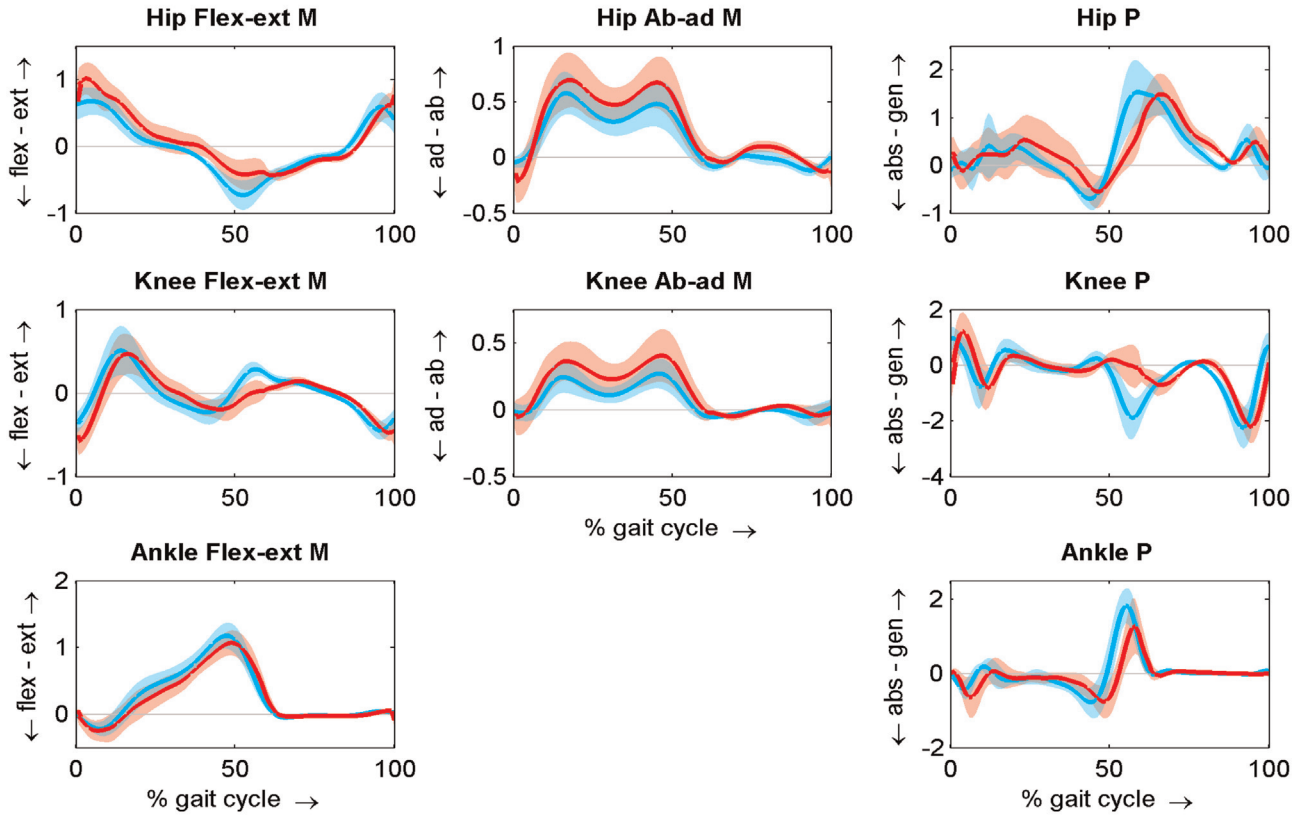 Hip Flex-ext M
← flex - ext →
1
0
-1
0
50
100
Hip Ab-ad M
← ad - ab →
1
0.5
0
-0.5
0
50
100
Hip P
← abs - gen →
2
1
0
-1
0
50
100
Knee Flex-ext M
← flex - ext →
1
0
-1
0
50
100
Knee Ab-ad M
← ad - ab →
0.5
0
-0.5
0
50
100
% gait cycle →
Knee P
← abs - gen →
2
0
-2
-4
0
50
100
Ankle Flex-ext M
← flex - ext →
2
1
0
0
50
100
% gait cycle →
Ankle P
← abs - gen →
2
0
-2
0
50
100
% gait cycle →